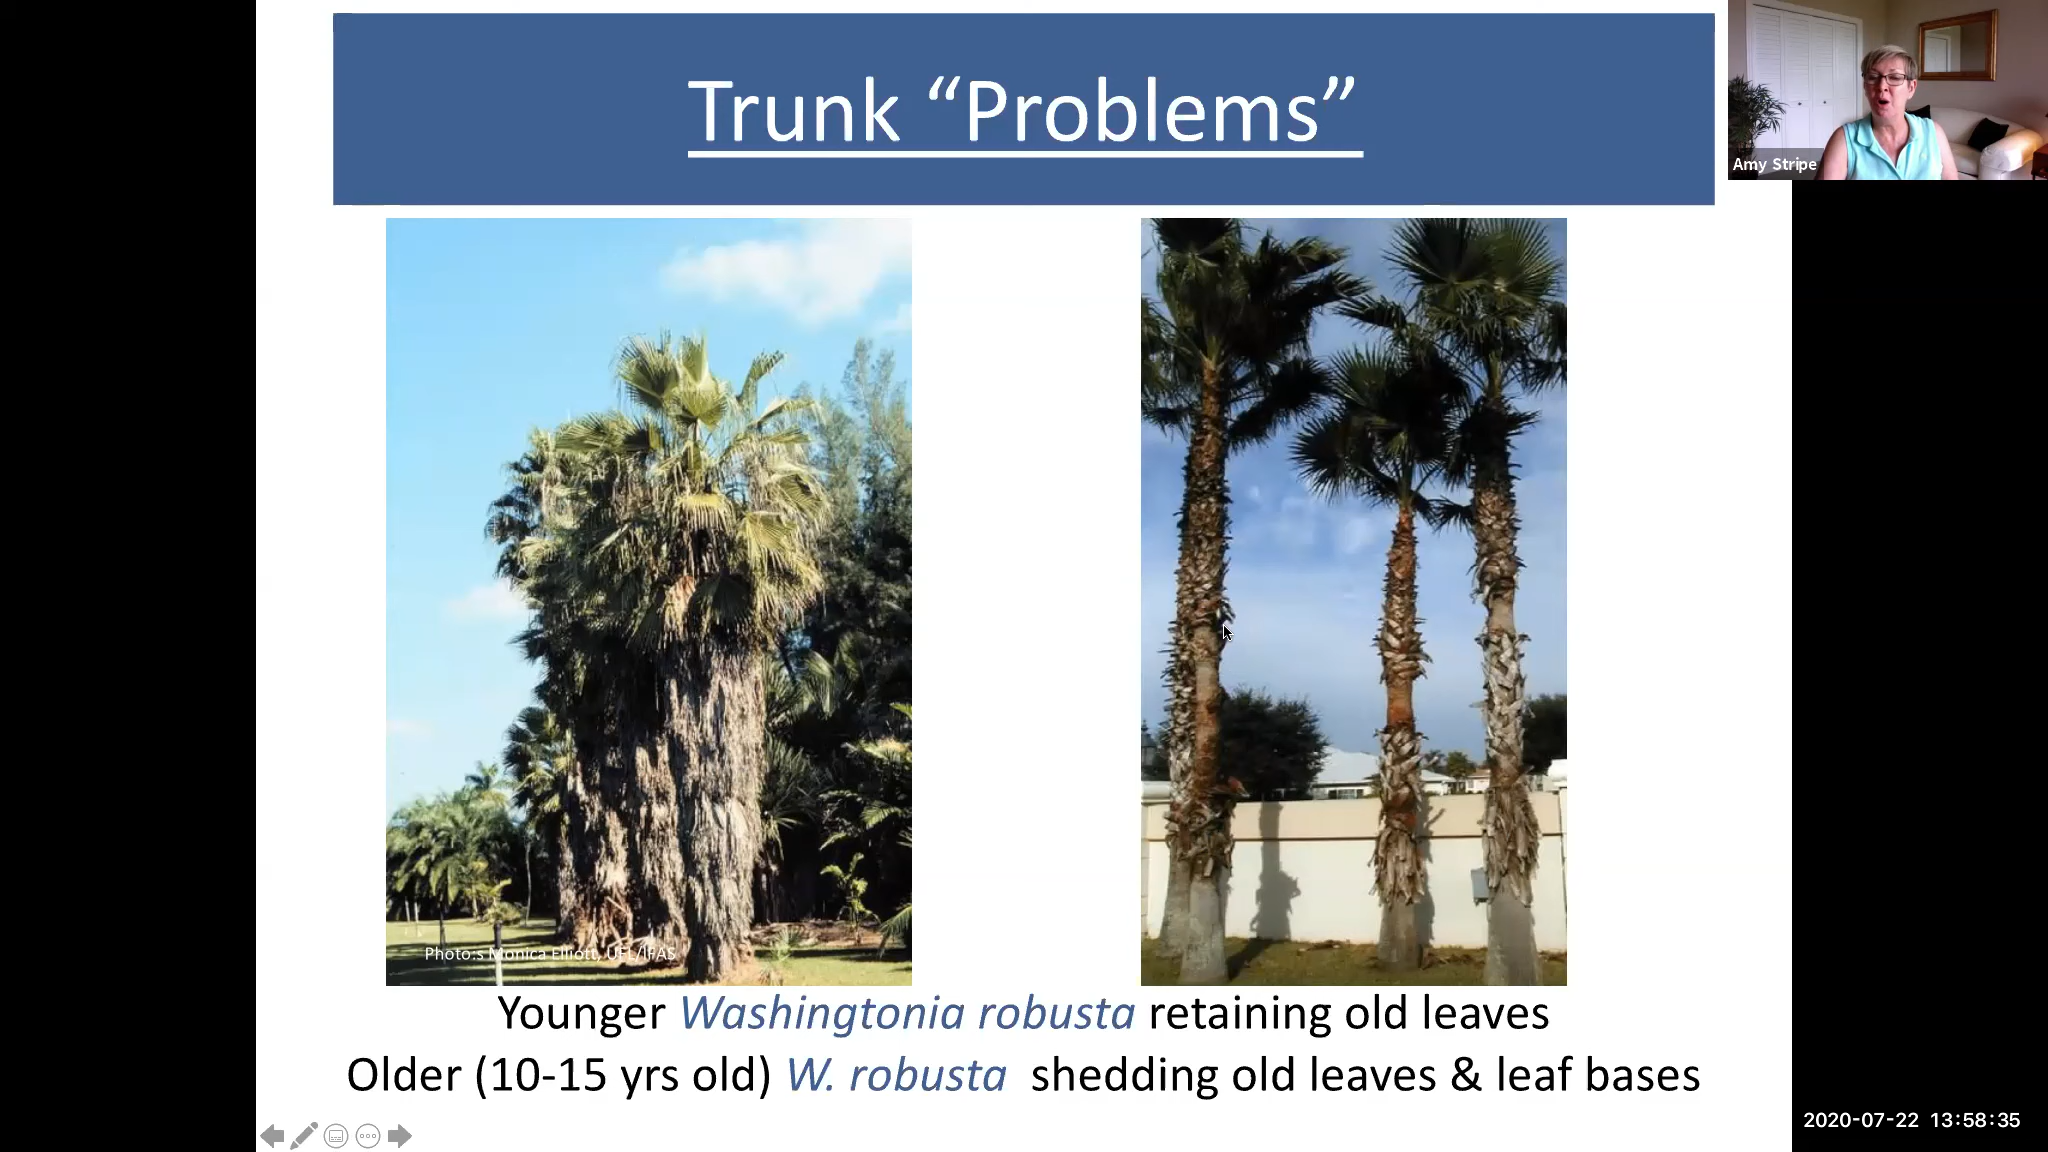 Trunk “Problems”
Amy Stripe
Photo:s Monica Elliott, UFL/IFAS
Younger Washingtonia robusta retaining old leaves
Older (10-15 yrs old) W. robusta shedding old leaves & leaf bases
2020-07-22 13:58:35